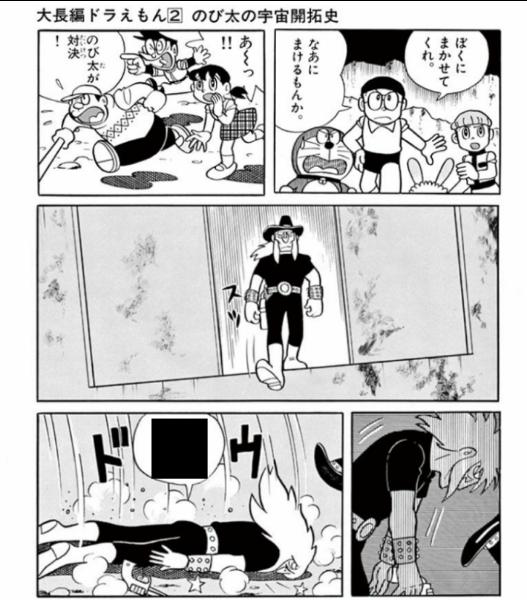 大長編ドラえもん2 のび太の宇宙開拓史
ぼくに
まかせて
くれ。
なあに
まけるもんか。
あ～っ
!!
のび太が
対決
！
スッ
ドサ